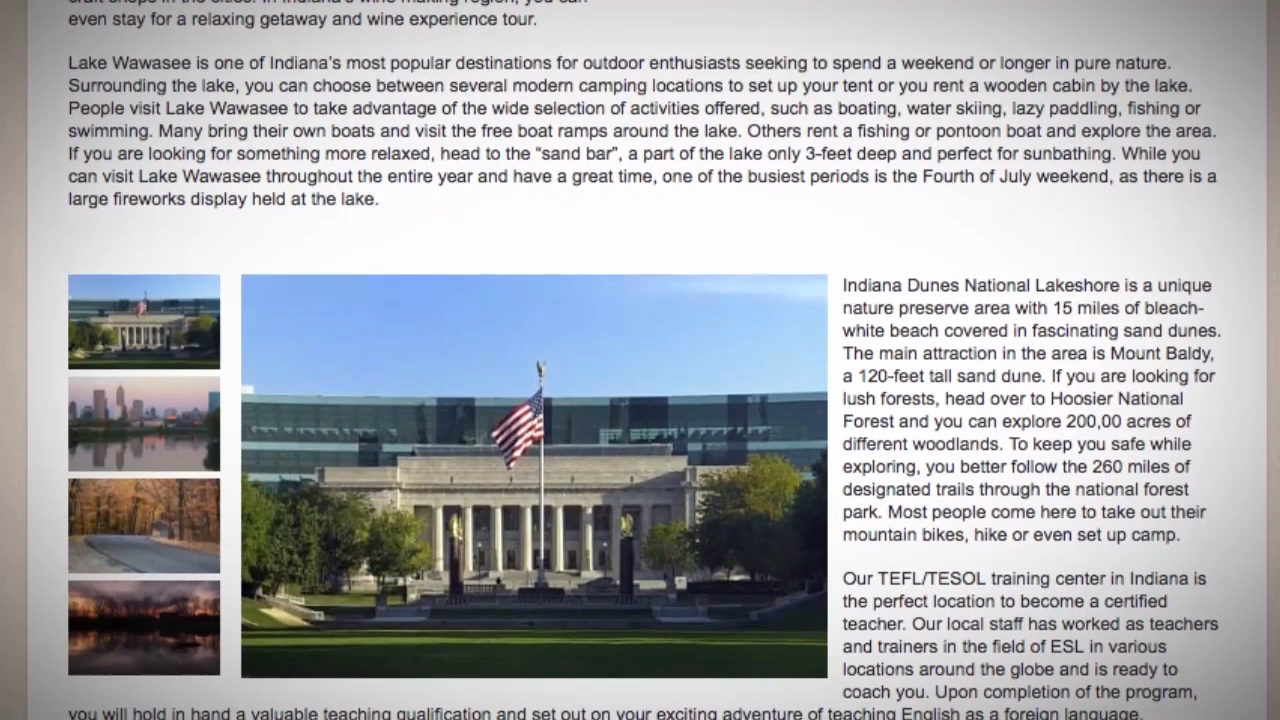 even stay for a relaxing getaway and wine experience tour.
Lake Wawasee is one of Indiana's most popular destinations for outdoor enthusiasts seeking to spend a weekend or longer in pure nature.
Surrounding the lake, you can choose between several modern camping locations to set up your tent or you rent a wooden cabin by the lake.
People visit Lake Wawasee to take advantage of the wide selection of activities offered, such as boating, water skiing, lazy paddling, fishing or
swimming. Many bring their own boats and visit the free boat ramps around the lake. Others rent a fishing or pontoon boat and explore the area.
If you are looking for something more relaxed, head to the “sand bar”, a part of the lake only 3-feet deep and perfect for sunbathing. While you
can visit Lake Wawasee throughout the entire year and have a great time, one of the busiest periods is the Fourth of July weekend, as there is a
large fireworks display held at the lake.
Indiana Dunes National Lakeshore is a unique
nature preserve area with 15 miles of bleach-
white beach covered in fascinating sand dunes.
The main attraction in the area is Mount Baldy,
a 120-feet tall sand dune. If you are looking for
lush forests, head over to Hoosier National
Forest and you can explore 200,00 acres of
different woodlands. To keep you safe while
exploring, you better follow the 260 miles of
designated trails through the national forest
park. Most people come here to take out their
mountain bikes, hike or even set up camp.
Our TEFL/TESOL training center in Indiana is
the perfect location to become a certified
teacher. Our local staff has worked as teachers
and trainers in the field of ESL in various
locations around the globe and is ready to
coach you. Upon completion of the program,
you will hold in hand a valuable teaching qualification and set out on your exciting adventure of teaching English as a foreign language.